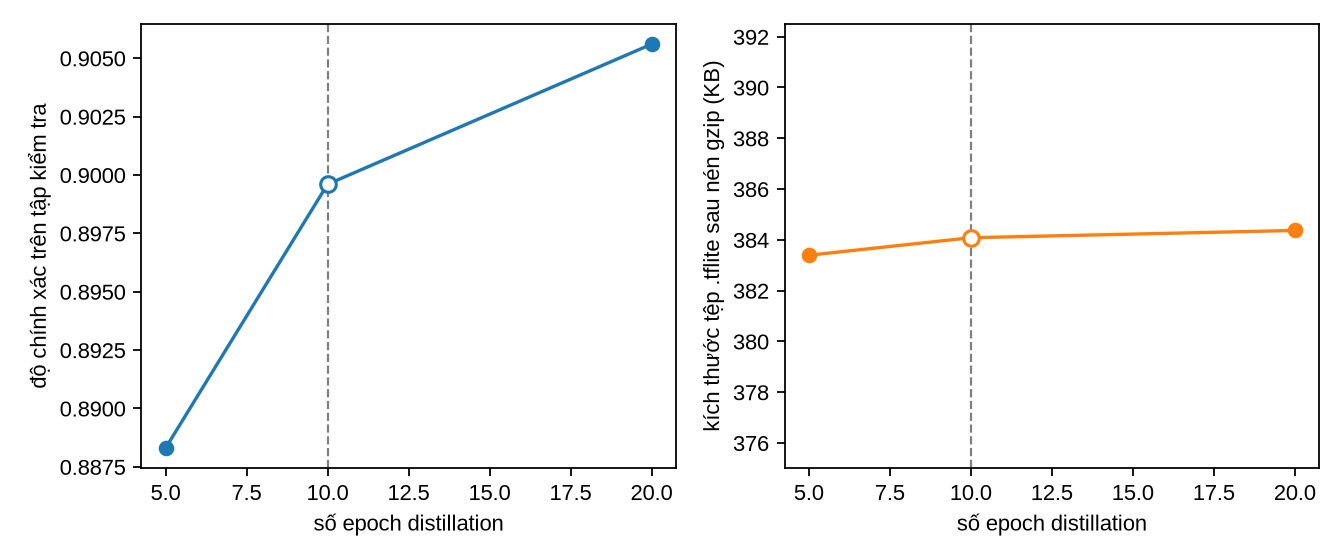 độ chính xác trên tập kiểm tra
0.9050
0.9025
0.9000
0.8975
0.8950
0.8925
0.8900
0.8875
5.0 7.5 10.0 12.5 15.0 17.5 20.0
số epoch distillation
kích thước tệp .tflite sau nén gzip (KB)
392
390
388
386
384
382
380
378
376
5.0 7.5 10.0 12.5 15.0 17.5 20.0
số epoch distillation